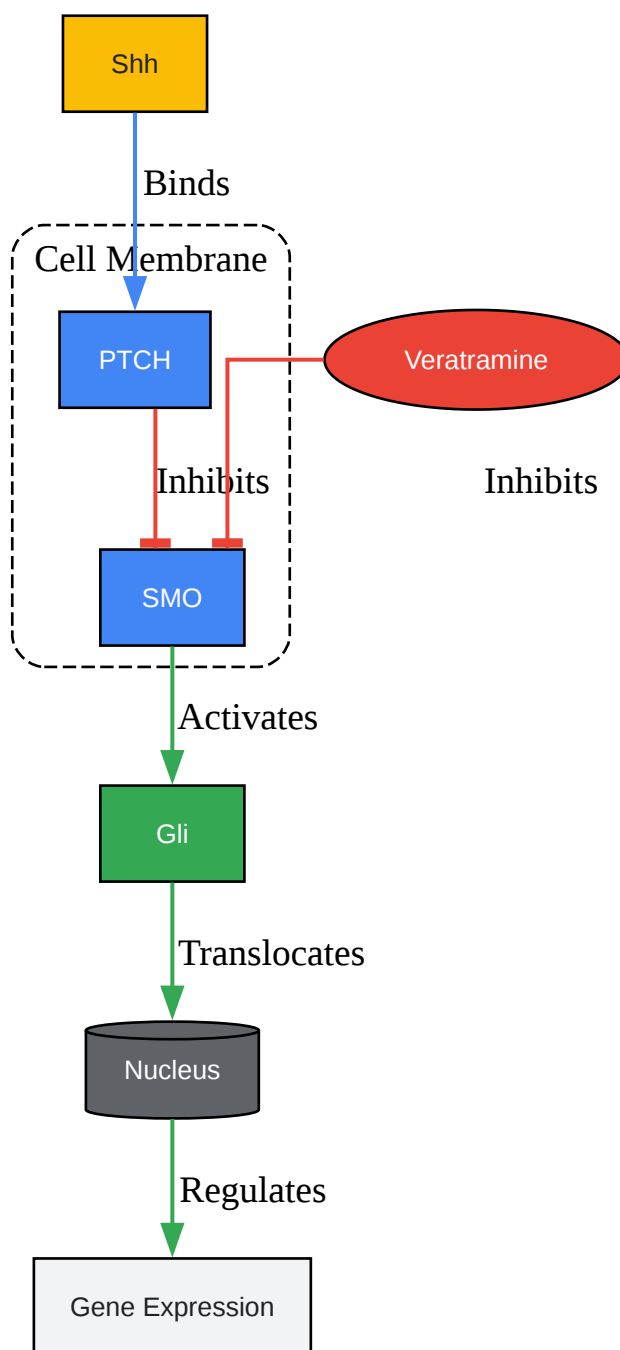 Shh
Binds
Cell Membrane
PTCH
Veratramine
Inhibits
Inhibits
SMO
Activates
Gli
Translocates
Nucleus
Regulates
Gene Expression